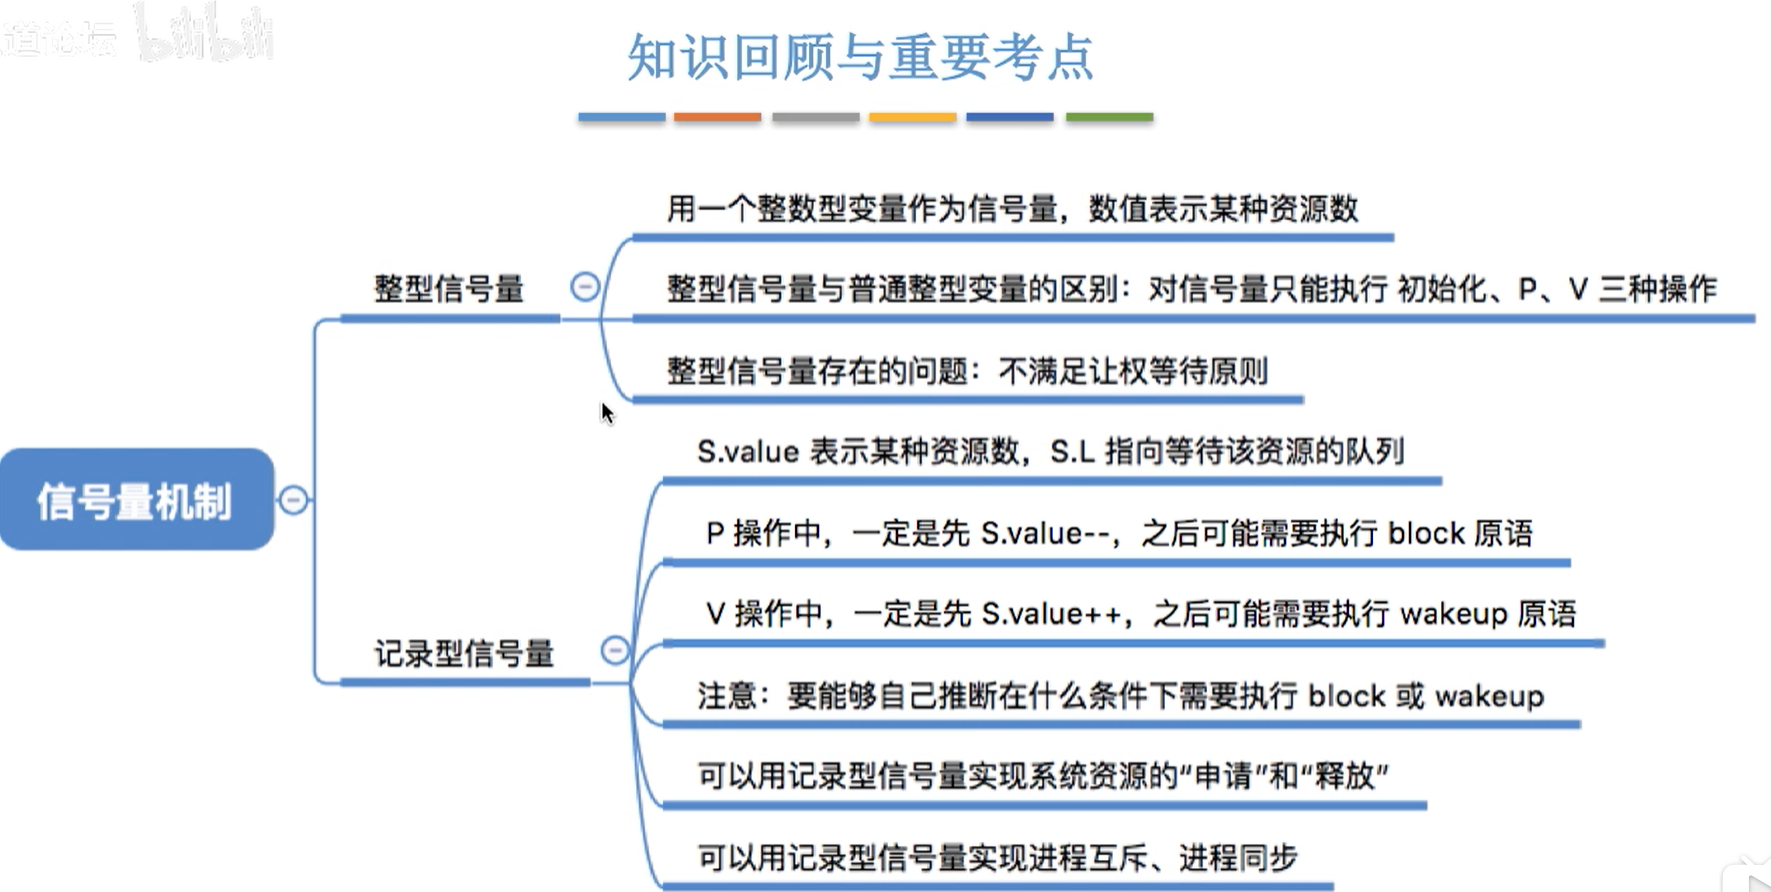 道论坛 bilibili
知识回顾与重要考点
用一个整数型变量作为信号量，数值表示某种资源数
整型信号量
整型信号量与普通整型变量的区别：对信号量只能执行 初始化、P、V 三种操作
整型信号量存在的问题：不满足让权等待原则
信号量机制
S.value 表示某种资源数，S.L 指向等待该资源的队列
P 操作中，一定是先 S.value--，之后可能需要执行 block 原语
V 操作中，一定是先 S.value++，之后可能需要执行 wakeup 原语
记录型信号量
注意：要能够自己推断在什么条件下需要执行 block 或 wakeup
可以用记录型信号量实现系统资源的“申请”和“释放”
可以用记录型信号量实现进程互斥、进程同步